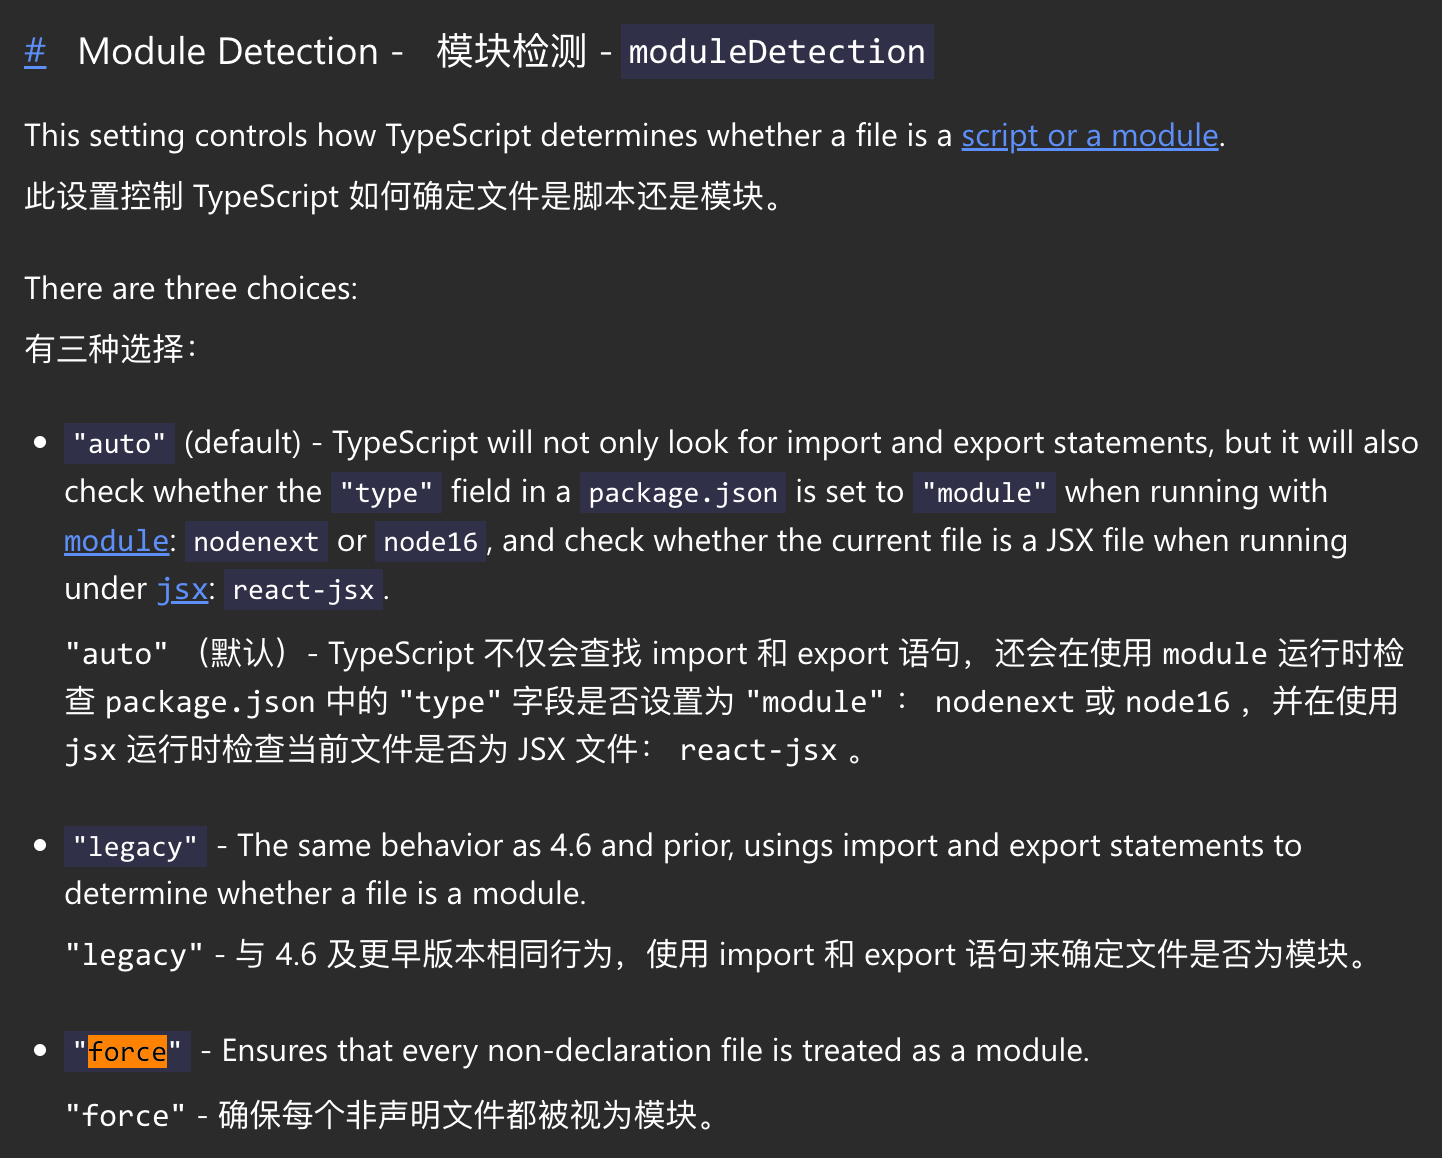 # Module Detection - 模块检测 - moduleDetection
This setting controls how TypeScript determines whether a file is a script or a module.
此设置控制 TypeScript 如何确定文件是脚本还是模块。
There are three choices:
有三种选择：
"auto" (default) - TypeScript will not only look for import and export statements, but it will also
check whether the "type" field in a package.json is set to "module" when running with
module: nodenext or node16, and check whether the current file is a JSX file when running
under jsx: react-jsx.
"auto" （默认）- TypeScript 不仅会查找 import 和 export 语句，还会在使用 module 运行时检
查 package.json 中的 "type" 字段是否设置为 "module" ： nodenext 或 node16 ，并在使用
jsx 运行时检查当前文件是否为 JSX 文件： react-jsx 。
"legacy" - The same behavior as 4.6 and prior, usings import and export statements to
determine whether a file is a module.
"legacy" - 与 4.6 及更早版本相同行为，使用 import 和 export 语句来确定文件是否为模块。
"force" - Ensures that every non-declaration file is treated as a module.
"force" - 确保每个非声明文件都被视为模块。